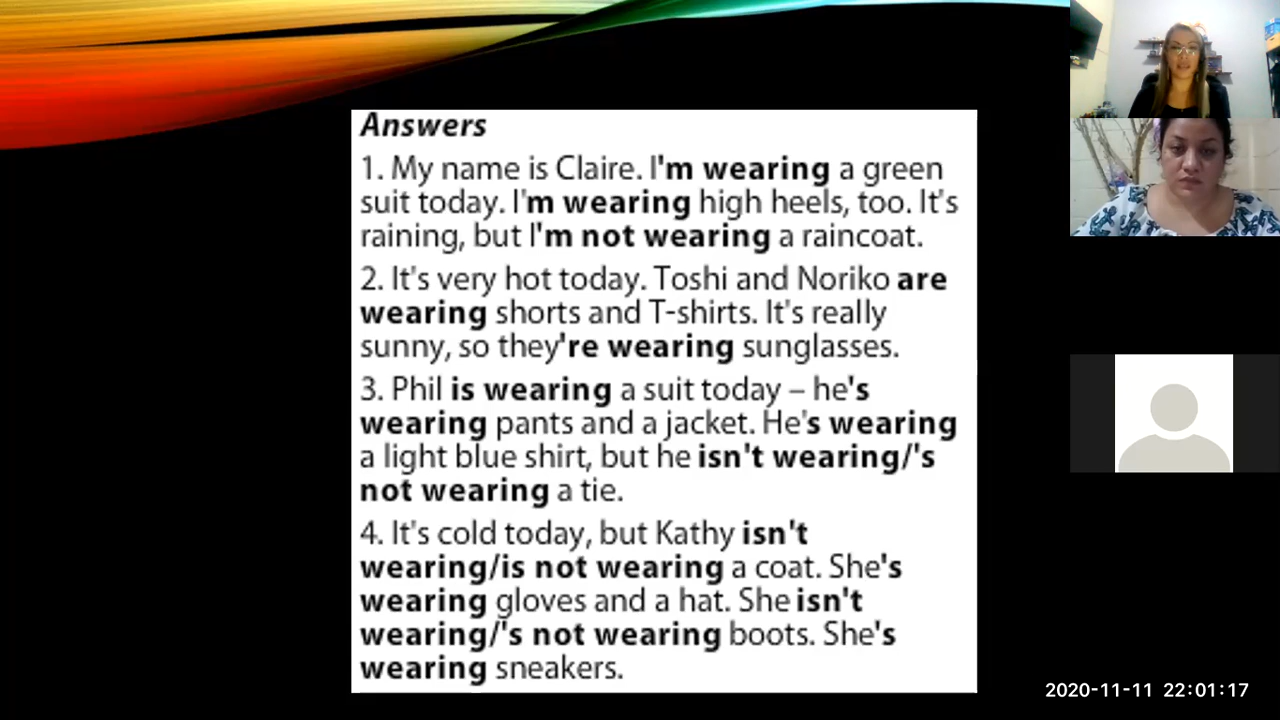 Answers
1. My name is Claire. I'm wearing a green
suit today. I'm wearing high heels, too. It's
raining, but I'm not wearing a raincoat.
2. It's very hot today. Toshi and Noriko are
wearing shorts and T-shirts. It's really
sunny, so they're wearing sunglasses.
3. Phil is wearing a suit today – he's
wearing pants and a jacket. He's wearing
a light blue shirt, but he isn't wearing/'s
not wearing a tie.
4. It's cold today, but Kathy isn't
wearing/is not wearing a coat. She's
wearing gloves and a hat. She isn't
wearing/'s not wearing boots. She's
wearing sneakers.
2020-11-11 22:01:17